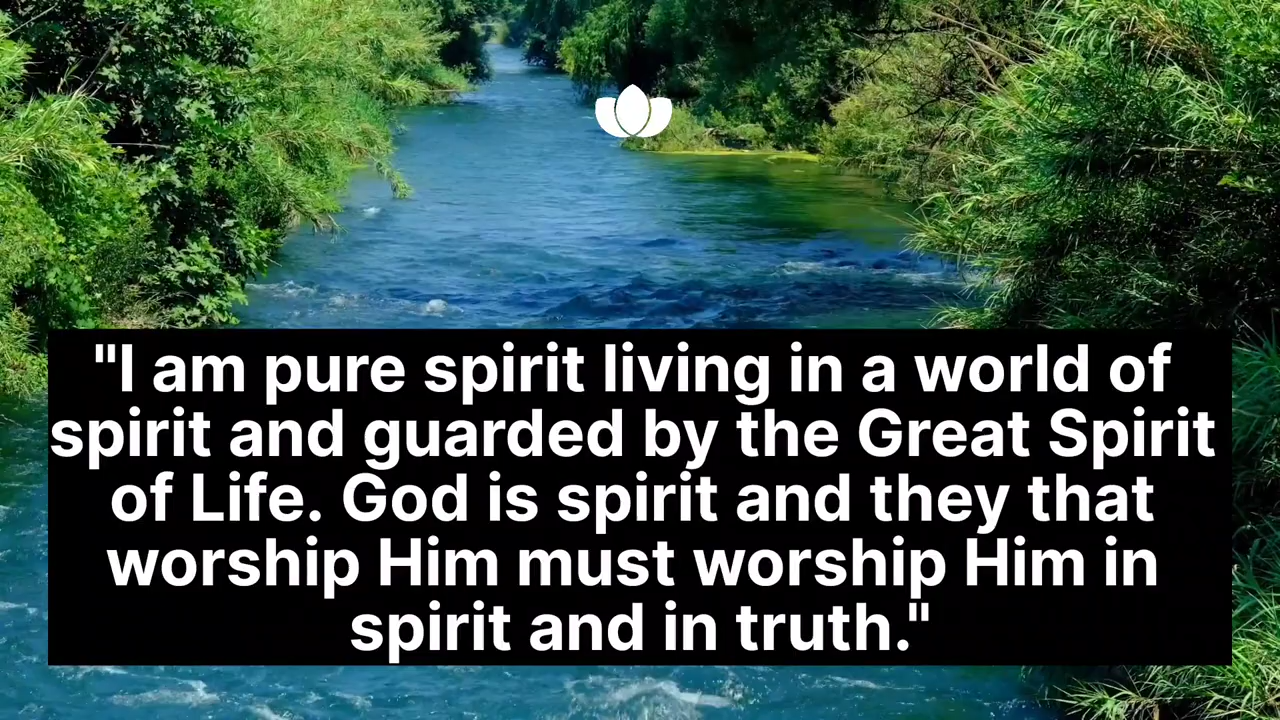 "I am pure spirit living in a world of
spirit and guarded by the Great Spirit
of Life. God is spirit and they that
worship Him must worship Him in
spirit and in truth."